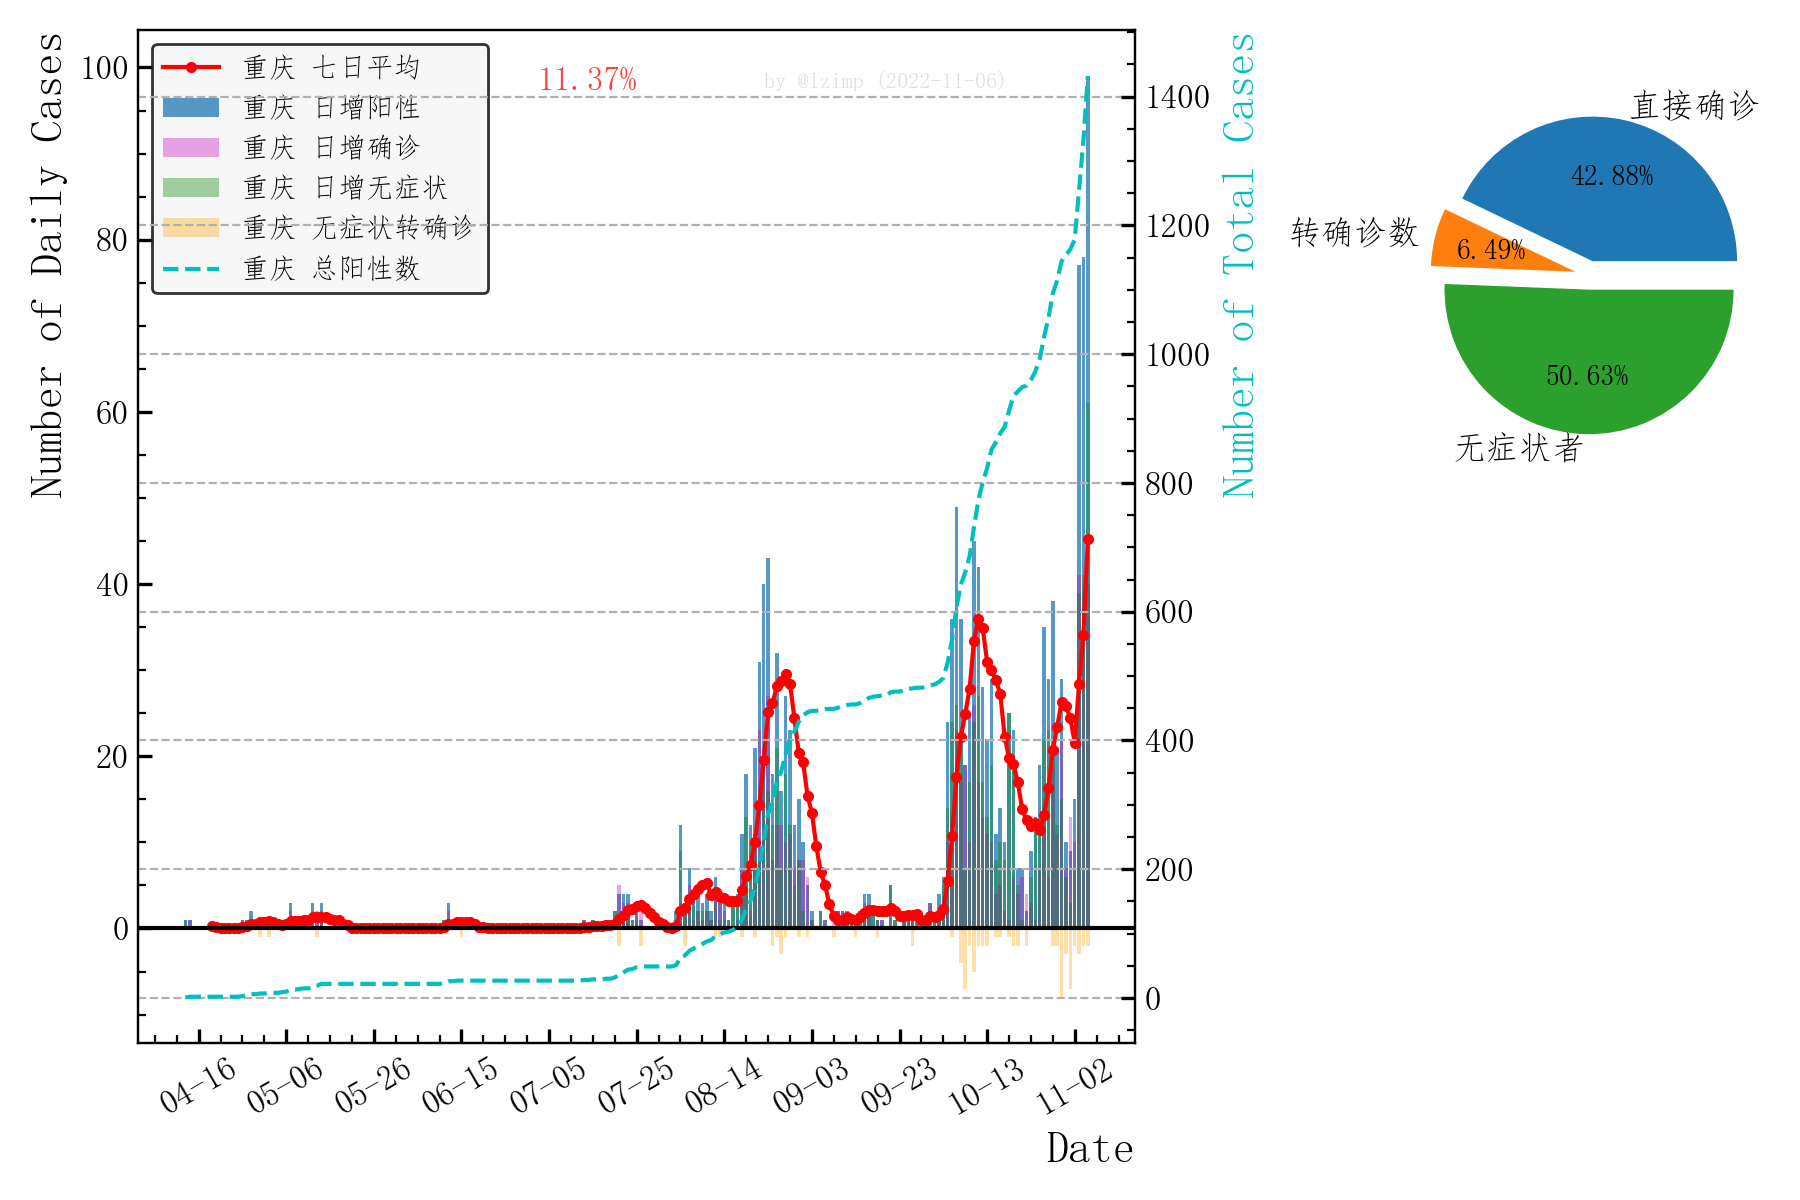 Number of Daily Cases
100
80
60
40
20
0
重庆 七日平均
重庆 日增阳性
重庆 日增确诊
重庆 日增无症状
重庆 无症状转确诊
重庆 总阳性数
11.37%
by @lzimp (2022-11-06)
1400
1200
1000
800
600
400
200
0
Number of Total Cases
04-16
05-06
05-26
06-15
07-05
07-25
08-14
09-03
09-23
10-13
11-02
Date
直接确诊
42.88%
转确诊数
6.49%
50.63%
无症状者